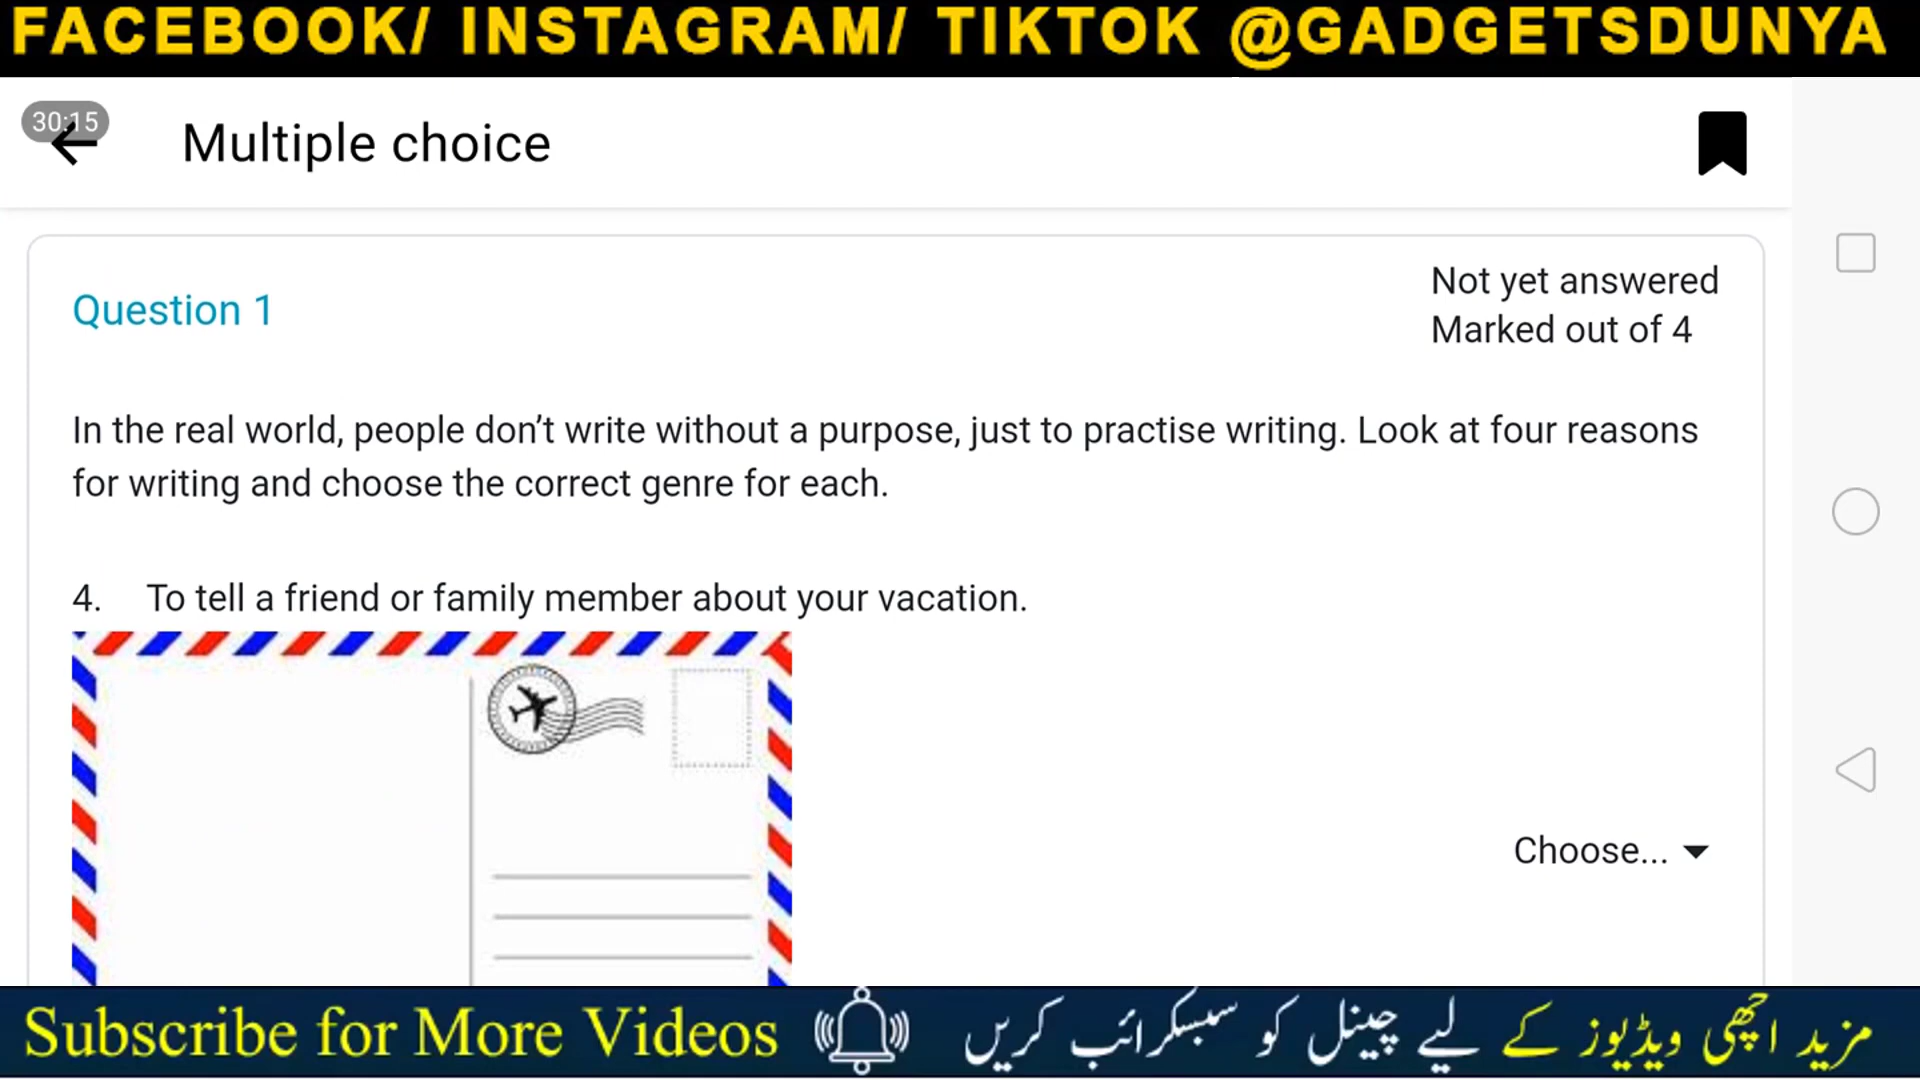 FACEBOOK/ INSTAGRAM/ TIKTOK @GADGETSDUNYA
30:15
Multiple choice
Question 1
Not yet answered
Marked out of 4
In the real world, people don’t write without a purpose, just to practise writing. Look at four reasons
for writing and choose the correct genre for each.
4. To tell a friend or family member about your vacation.
Choose...
Subscribe for More Videos
مزید اچھی ویڈیوز کے لیے چینل کو سبسکرائب کریں